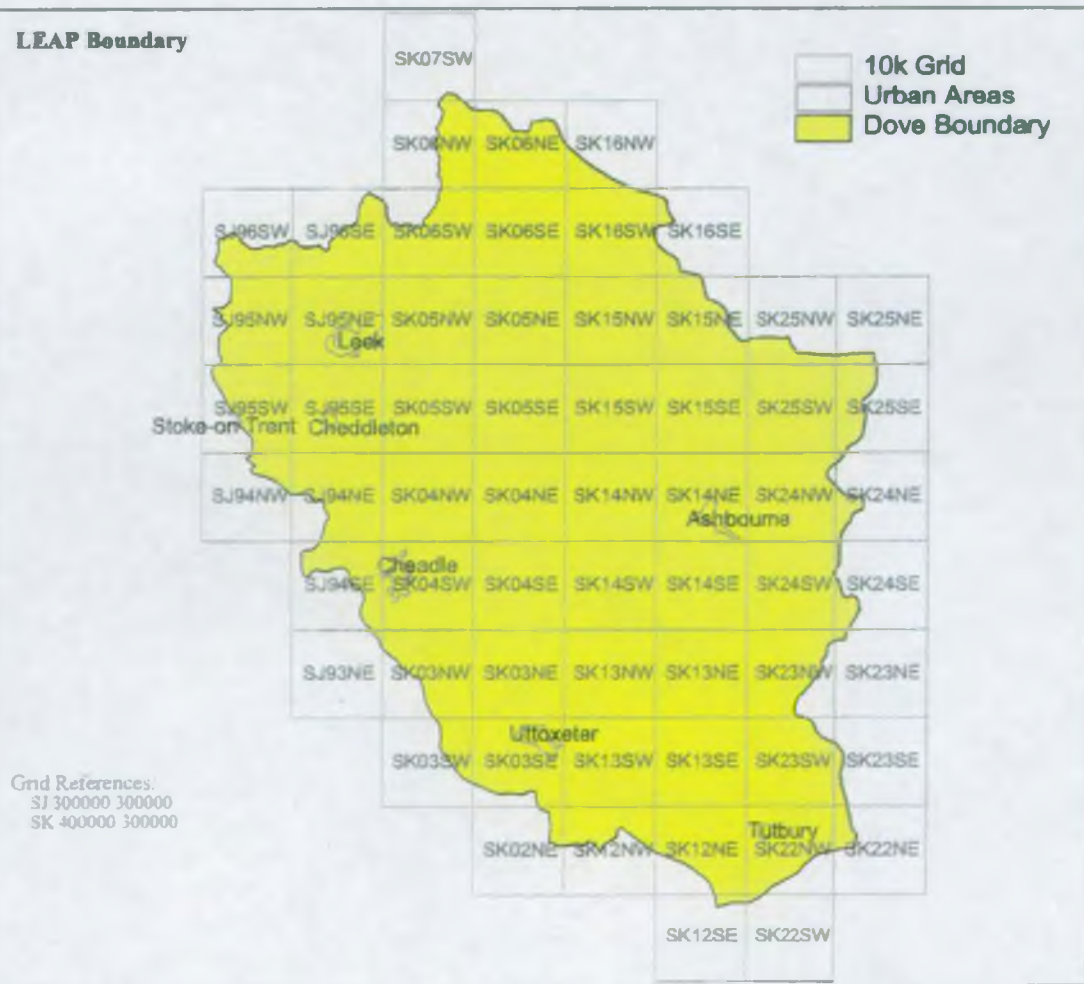 LEAP Boundary
SK07SW
10k Grid
Urban Areas
Dove Boundary
SK06NW SK06NE SK16NW
SJ96SW SJ96SE SK06SW SK06SE SK16SW SK16SE
SJ95NW SJ95NE SK05NW SK05NE SK15NW SK15NE SK25NW SK25NE
Leek
SJ95SW SJ95SE SK05SW SK05SE SK15SW SK15SE SK25SW SK25SE
Stoke-on Trent Cheddleton
SJ94NW SJ94NE SK04NW SK04NE SK14NW SK14NE SK24NW SK24NE
Ashbourne
Cheadle
SJ94SE SK04SW SK04SE SK14SW SK14SE SK24SW SK24SE
SJ93NE SK03NW SK03NE SK13NW SK13NE SK23NW SK23NE
Uttoxeter
SK03SW SK03SE SK13SW SK13SE SK23SW SK23SE
Grid References:
SJ 300000 300000
SK 400000 300000
Tutbury
SK02NE SK12NW SK12NE SK22NW SK22NE
SK12SE SK22SW